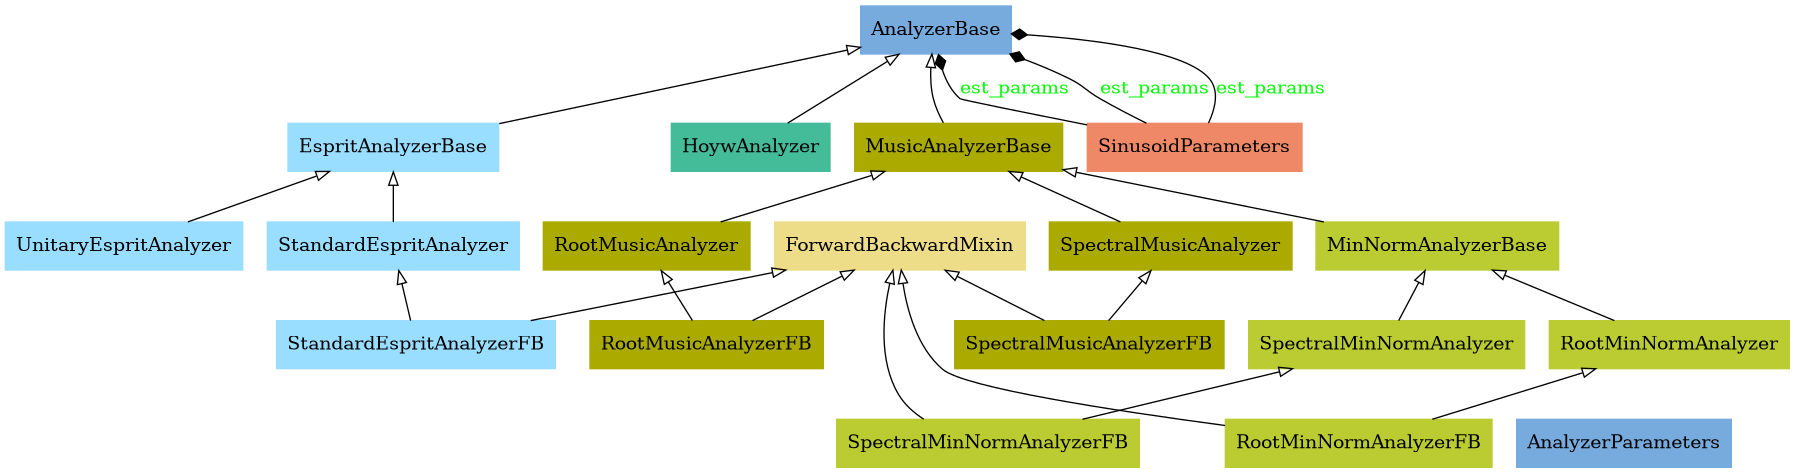 AnalyzerBase
est_params
est_params
est_params
EspritAnalyzerBase
HoywAnalyzer
MusicAnalyzerBase
SinusoidParameters
UnitaryEspritAnalyzer
StandardEspritAnalyzer
RootMusicAnalyzer
ForwardBackwardMixin
SpectralMusicAnalyzer
MinNormAnalyzerBase
StandardEspritAnalyzerFB
RootMusicAnalyzerFB
SpectralMusicAnalyzerFB
SpectralMinNormAnalyzer
RootMinNormAnalyzer
SpectralMinNormAnalyzerFB
RootMinNormAnalyzerFB
AnalyzerParameters